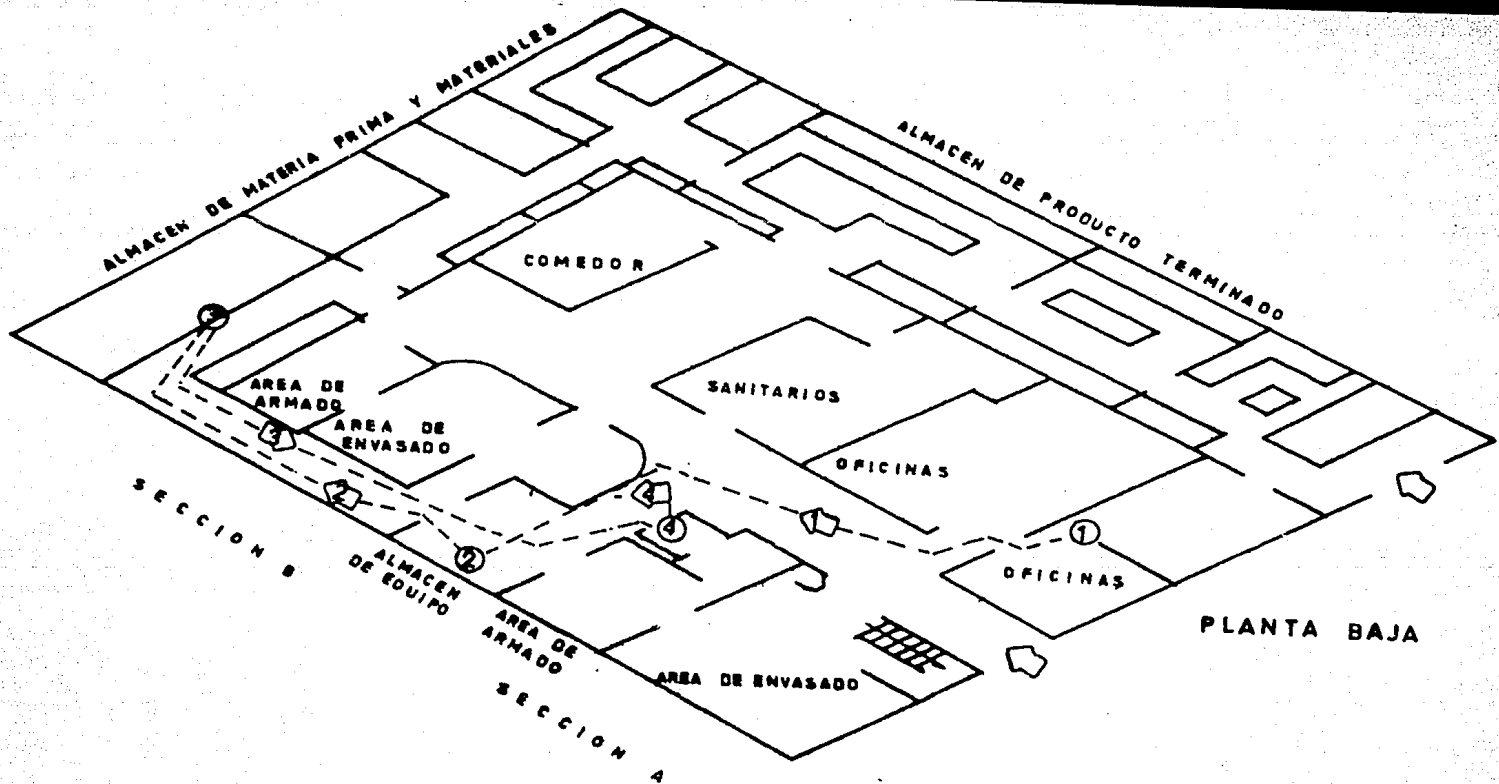 ALMACEN DE MATERIA PRIMA Y MATERIALES
ALMACEN DE PRODUCTO TERMINADO
COMEDOR
3
AREA DE
ARMADO
SANITARIOS
AREA DE
ENVASADO
3
OFICINAS
2
4
4
1
1
2
OFICINAS
SECCION B
ALMACEN
DE EQUIPO
AREA DE
ARMADO
PLANTA BAJA
AREA DE ENVASADO
SECCION A